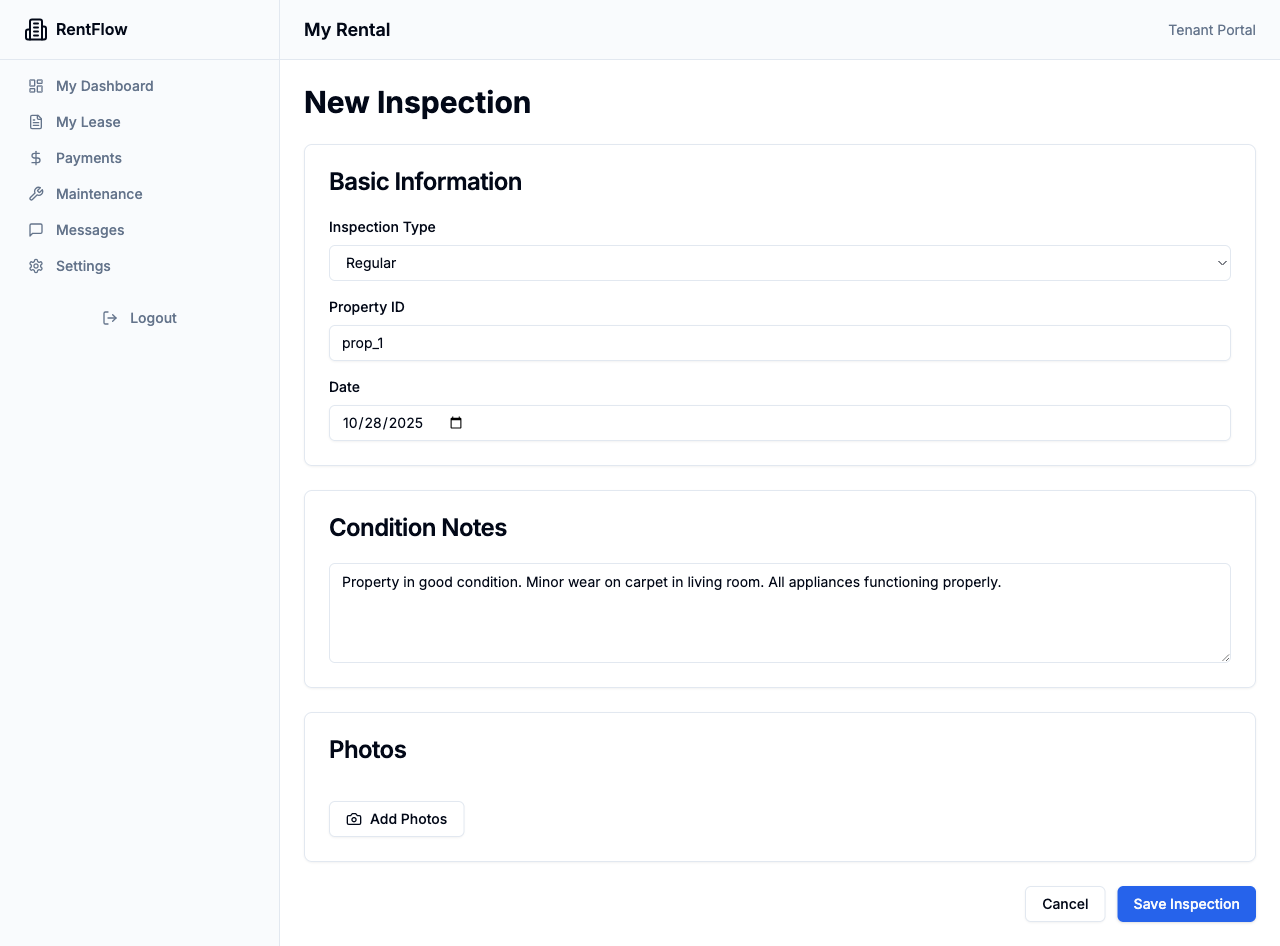 RentFlow
My Rental
Tenant Portal
My Dashboard
My Lease
Payments
Maintenance
Messages
Settings
Logout
New Inspection
Basic Information
Inspection Type
Regular
Property ID
prop_1
Date
10/28/2025
Condition Notes
Property in good condition. Minor wear on carpet in living room. All appliances functioning properly.
Photos
Add Photos
Cancel
Save Inspection